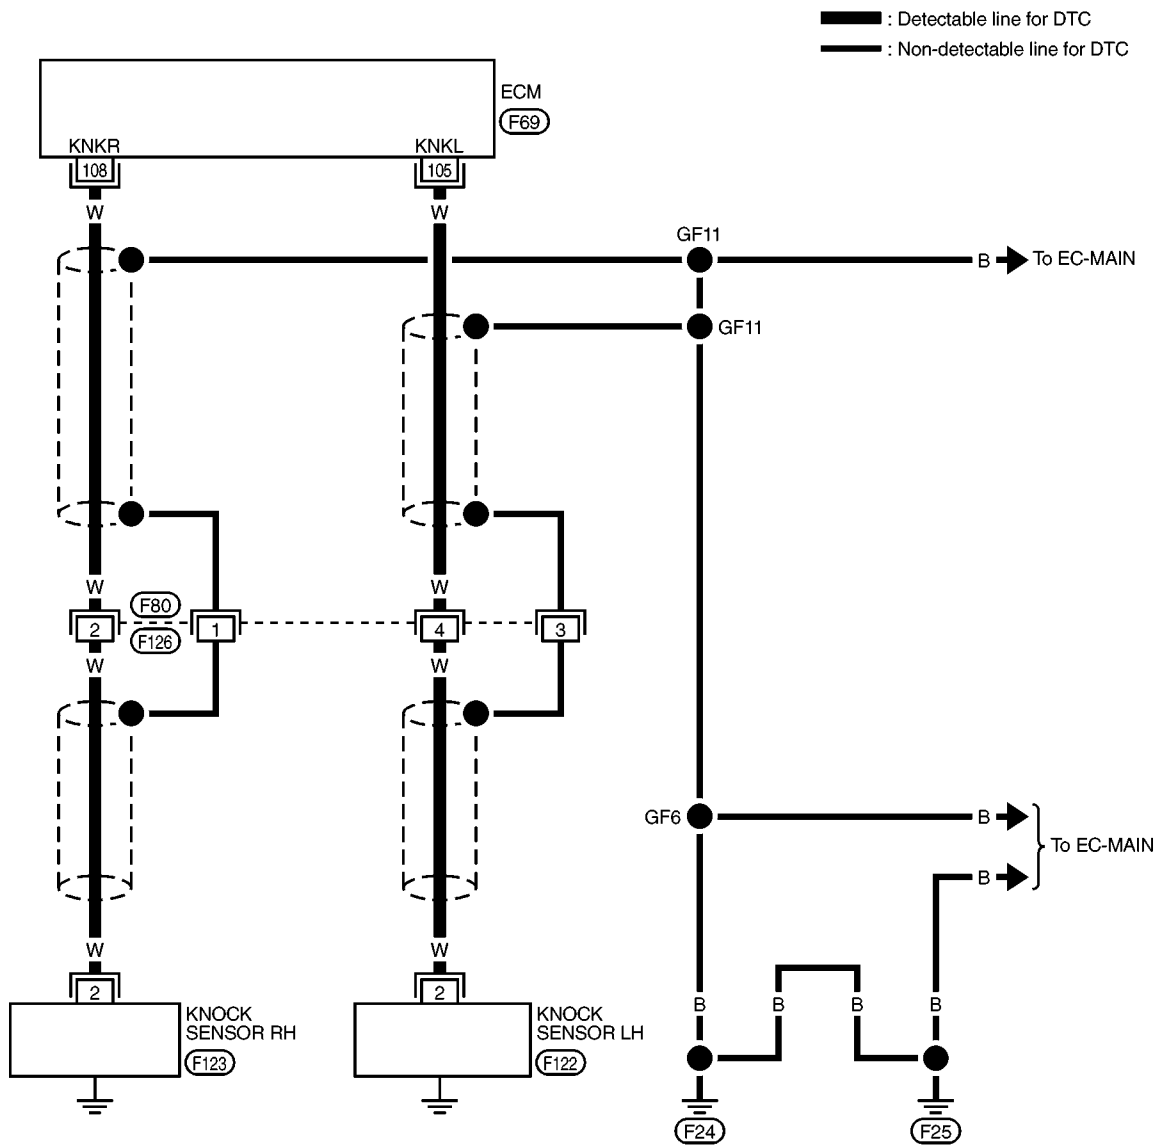 : Detectable line for DTC
: Non-detectable line for DTC
ECM
F69
KNKR
KNKL
108
105
W
W
GF11
B
To EC-MAIN
GF11
W
W
F80
2
1
4
3
F126
W
W
GF6
B
To EC-MAIN
B
W
W
2
2
B
B
B
B
KNOCK
SENSOR RH
F123
KNOCK
SENSOR LH
F122
F24
F25